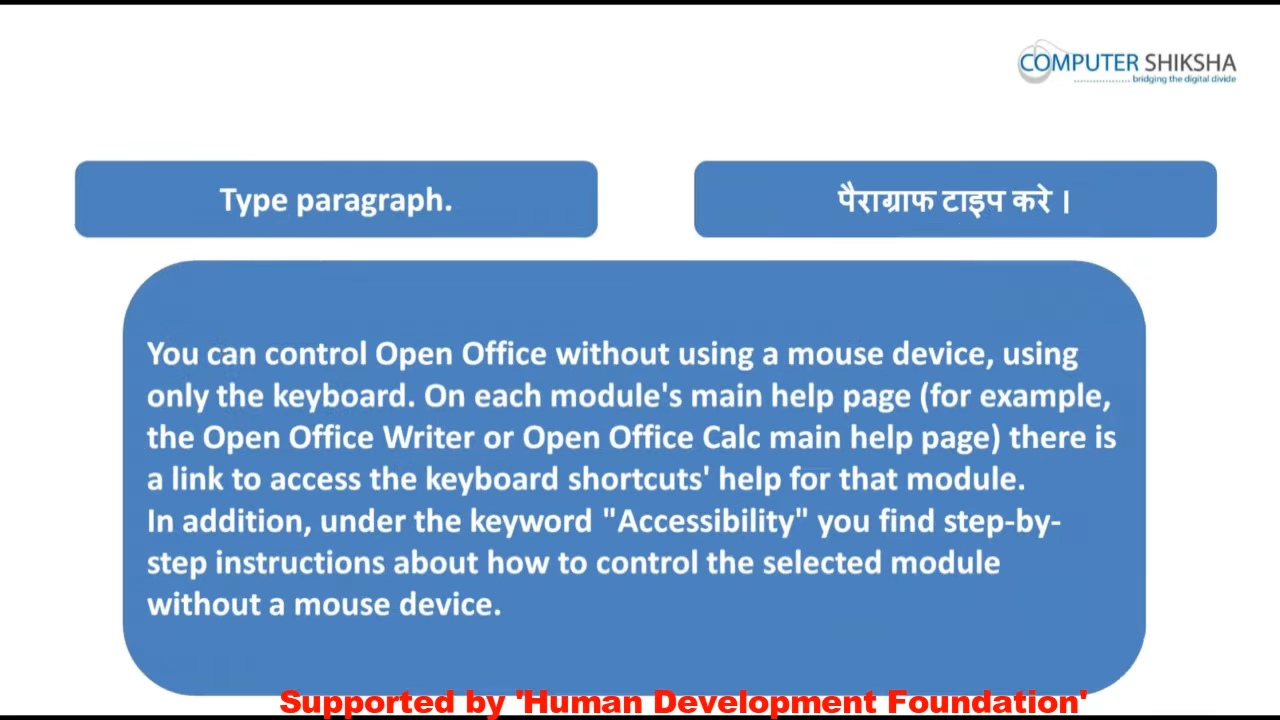 COMPUTER SHIKSHA
bridging the digital divide
Type paragraph.
पैराग्राफ टाइप करे ।
You can control Open Office without using a mouse device, using
only the keyboard. On each module's main help page (for example,
the Open Office Writer or Open Office Calc main help page) there is
a link to access the keyboard shortcuts' help for that module.
In addition, under the keyword "Accessibility" you find step-by-
step instructions about how to control the selected module
without a mouse device.
Supported by 'Human Development Foundation'